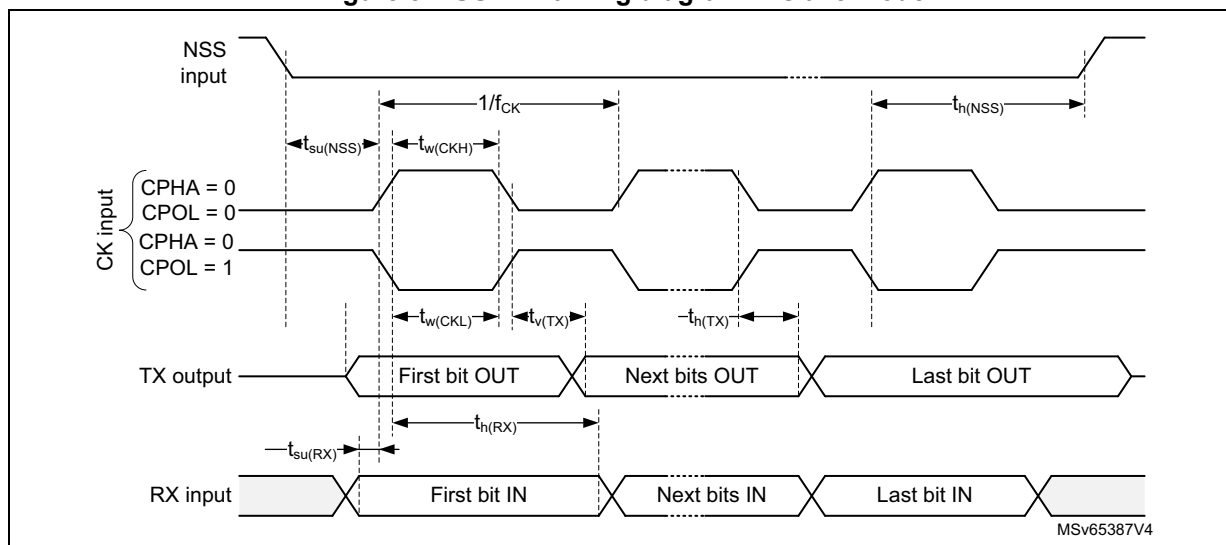 NSS
input
1/fCK
th(NSS)
tsu(NSS)
tw(CKH)
CK input
CPHA = 0
CPOL = 0
CPHA = 0
CPOL = 1
tw(CKL)
tv(TX)
th(TX)
TX output
First bit OUT
Next bits OUT
Last bit OUT
th(RX)
tsu(RX)
RX input
First bit IN
Next bits IN
Last bit IN
MSv65387V4